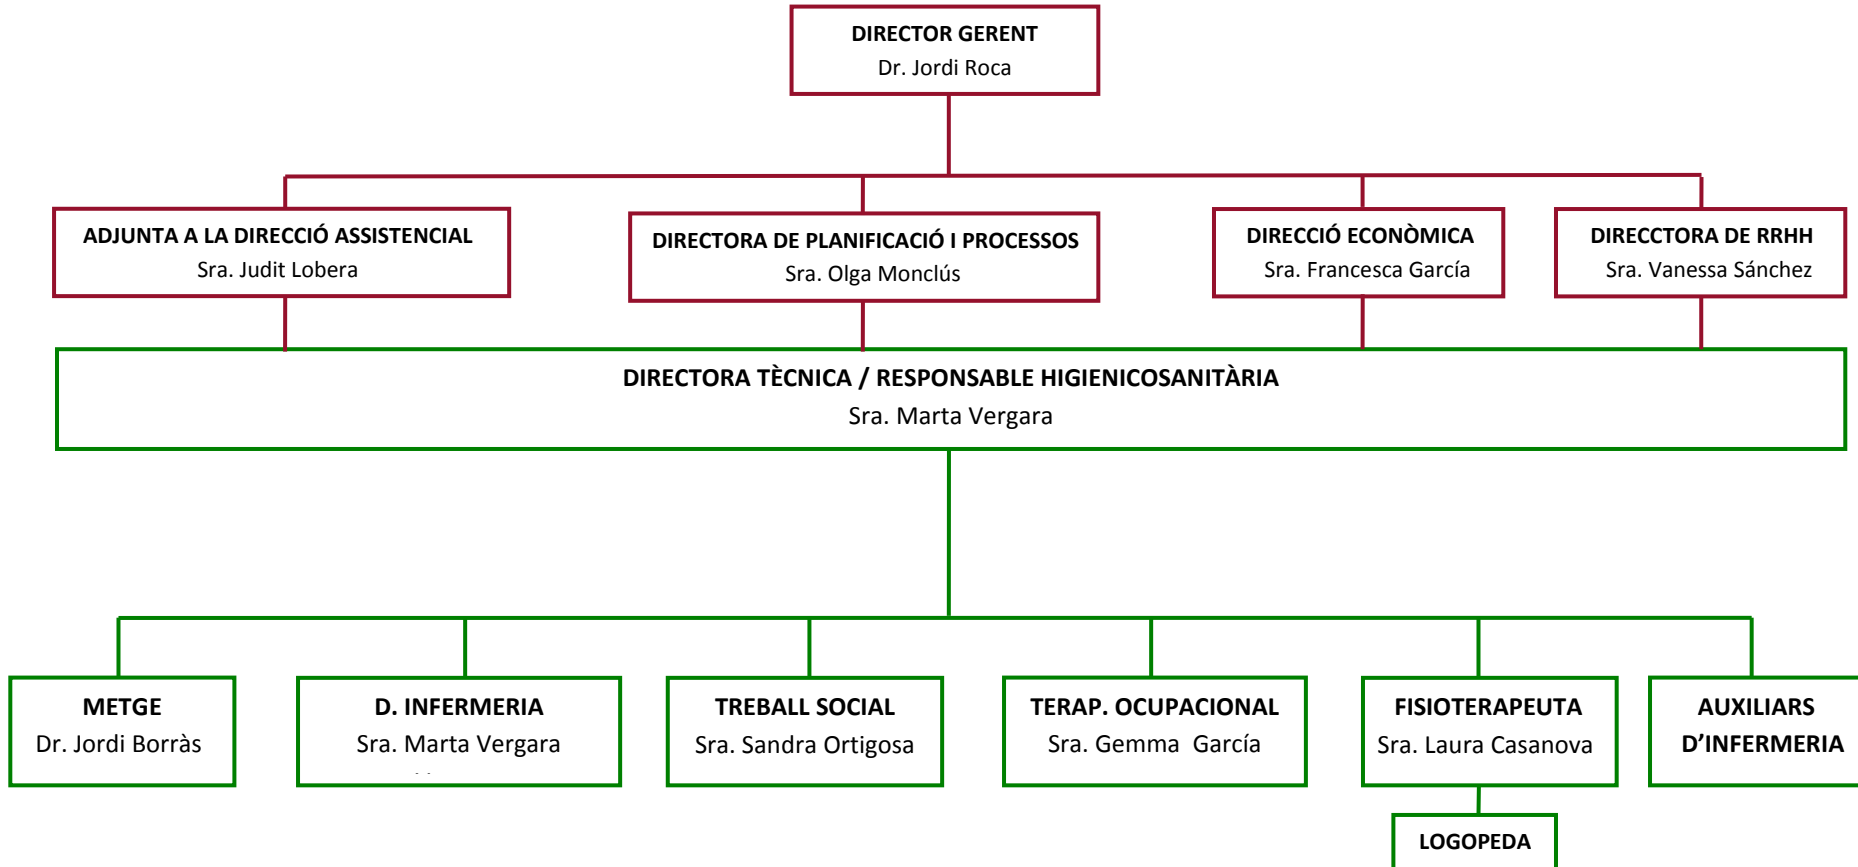 DIRECTOR GERENT
Dr. Jordi Roca
ADJUNTA A LA DIRECCIÓ ASSISTENCIAL
Sra. Judit Lobera
DIRECTORA DE PLANIFICACIÓ I PROCESSOS
Sra. Olga Monclús
DIRECCIÓ ECONÒMICA
Sra. Francesca García
DIRECCTORA DE RRHH
Sra. Vanessa Sánchez
DIRECTORA TÈCNICA / RESPONSABLE HIGIENICOSANITÀRIA
Sra. Marta Vergara
METGE
Dr. Jordi Borràs
D. INFERMERIA
Sra. Marta Vergara
TREBALL SOCIAL
Sra. Sandra Ortigosa
TERAP. OCUPACIONAL
Sra. Gemma  García
FISIOTERAPEUTA
Sra. Laura Casanova
AUXILIARS
D’INFERMERIA
LOGOPEDA